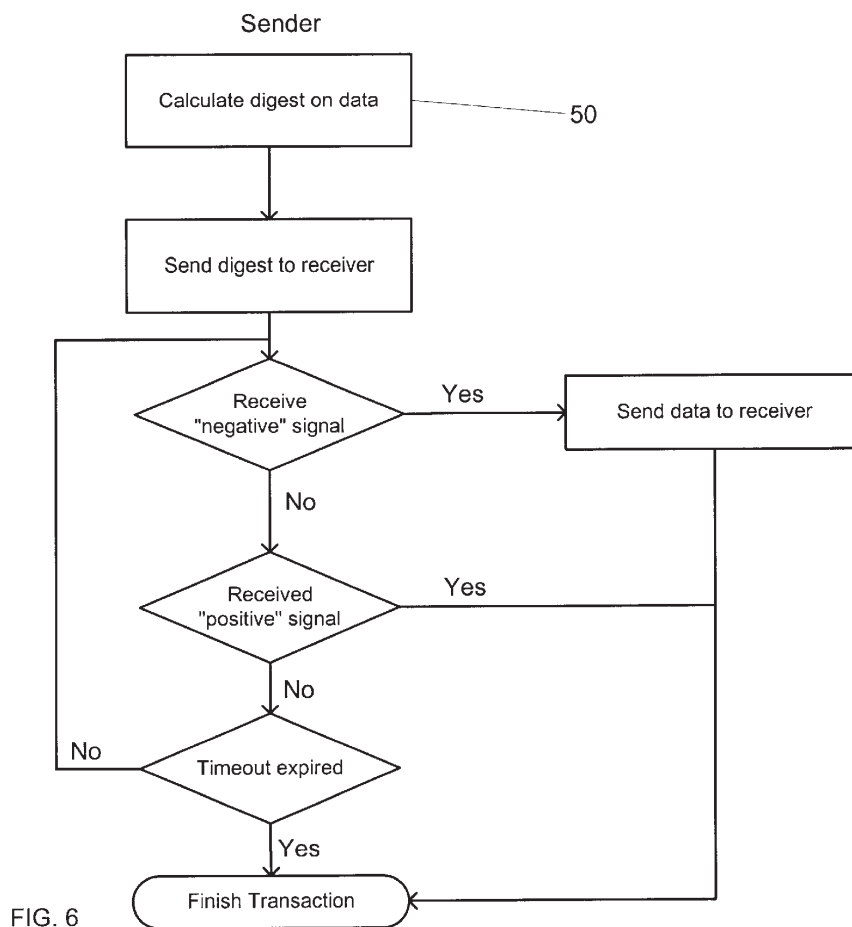 Sender
Calculate digest on data
50
Send digest to receiver
Receive
"negative" signal
Yes
Send data to receiver
No
Received
"positive" signal
Yes
No
Timeout expired
No
Yes
Finish Transaction
FIG. 6